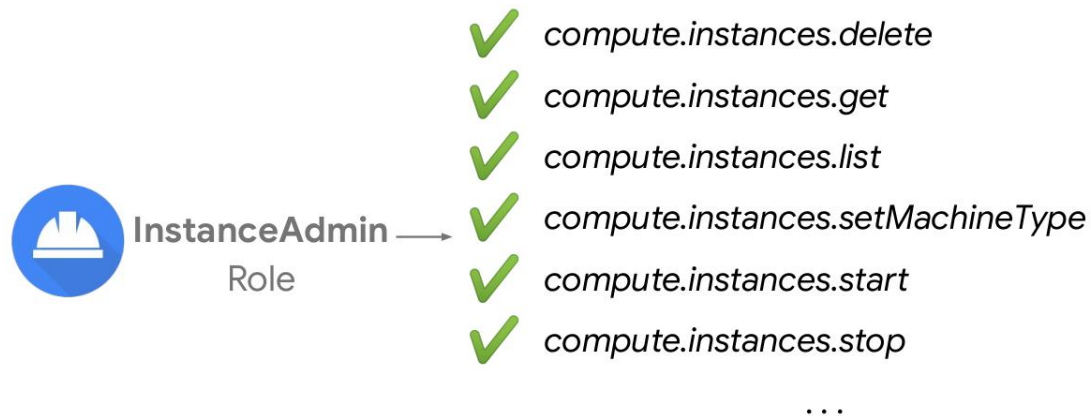 compute.instances.delete
compute.instances.get
compute.instances.list
InstanceAdmin
Role
compute.instances.setMachineType
compute.instances.start
compute.instances.stop
...